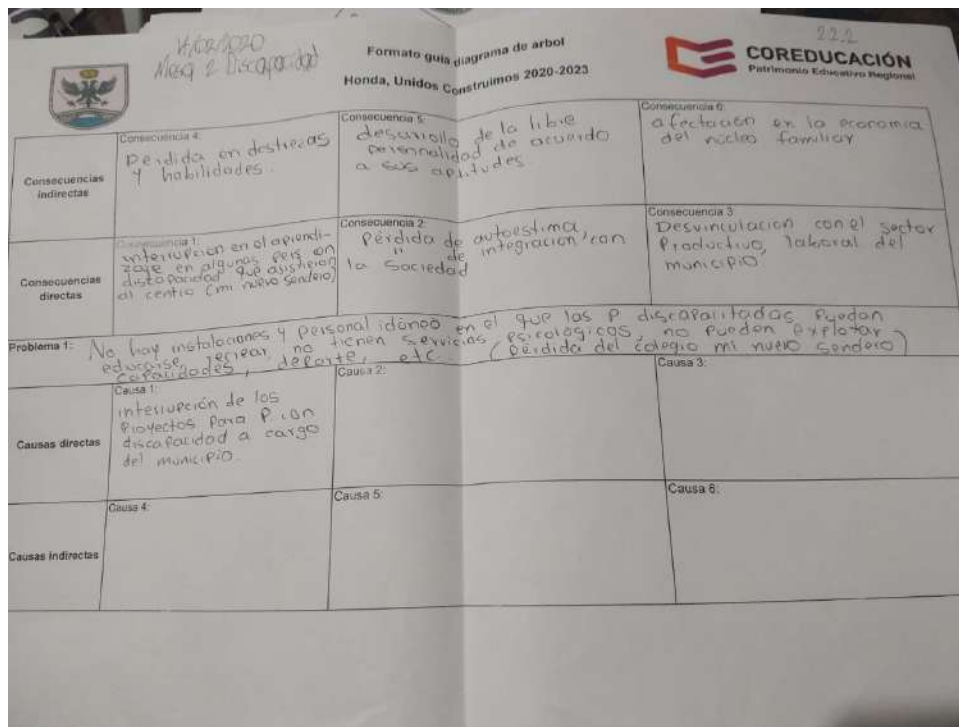 14/02/2020
Mesa 2 Discapacidad
Formato guia diagrama de arbol
Honda, Unidos Construimos 2020-2023
22.2
COREDUCACIÓN
Patrimonio Educativo Regional
Consecuencias indirectas
Consecuencia 4:
Perdida en destrezas
y habilidades.
Consecuencia 5:
desarrollo de la libre
personalidad de acuerdo
a sus aptitudes.
Consecuencia 6:
afectacion en la economia
del nucleo familiar
Consecuencias directas
Consecuencia 1:
interrupcion en el aprendi-
zaje en algunas pers on
discapacidad que asistieron
al centro (mi nuevo sendero)
Consecuencia 2:
Pérdida de autoestima,
" de integracion con
la sociedad
Consecuencia 3:
Desvinculacion con el sector
Productivo, laboral del
municipio.
Problema 1: No hay instalaciones y personal idóneo en el que las P discapacitadas puedan
educarse, recrear, no tienen servicios psicologicos, no pueden explotar
capacidades, deporte, etc... (Pérdida del colegio mi nuevo sendero)
Causas directas
Causa 1:
interrupción de los
Proyectos para P. con
discapacidad a cargo
del municipio.
Causa 2:
Causa 3:
Causas indirectas
Causa 4:
Causa 5:
Causa 6: